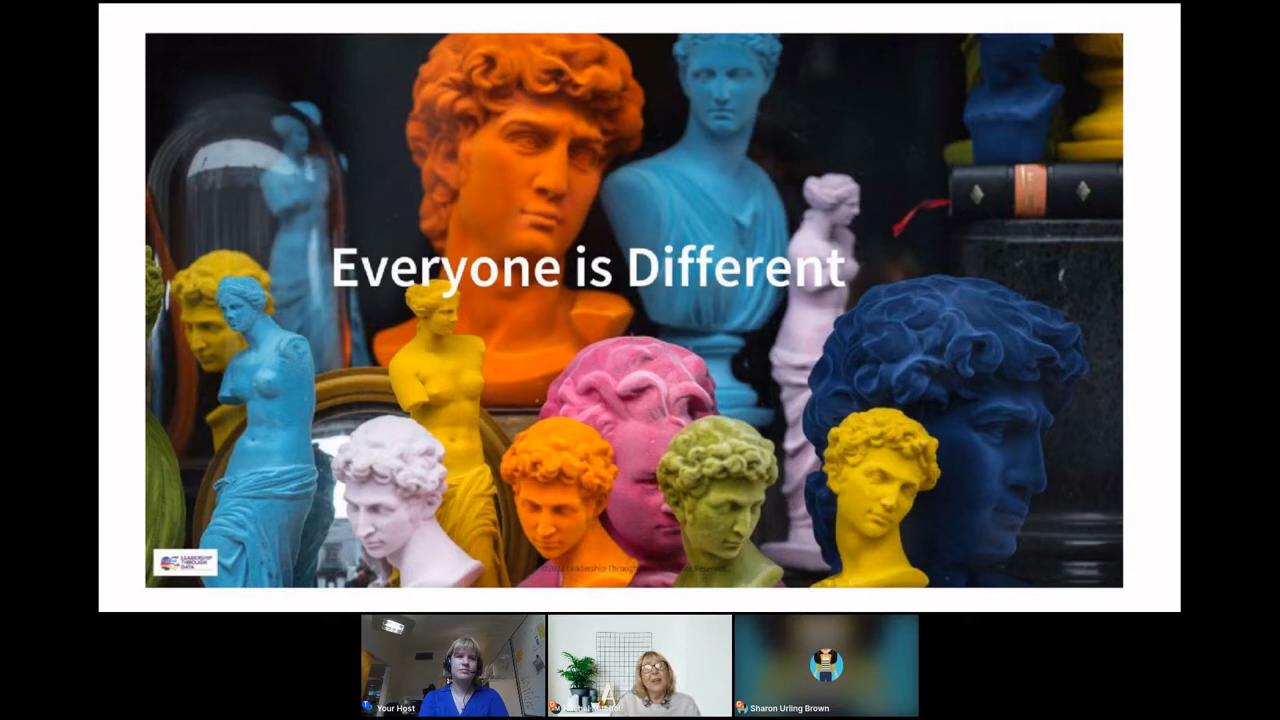 Everyone is Different
LEADERSHIP
THROUGH
DATA
Your Host
Sharon Urling Brown